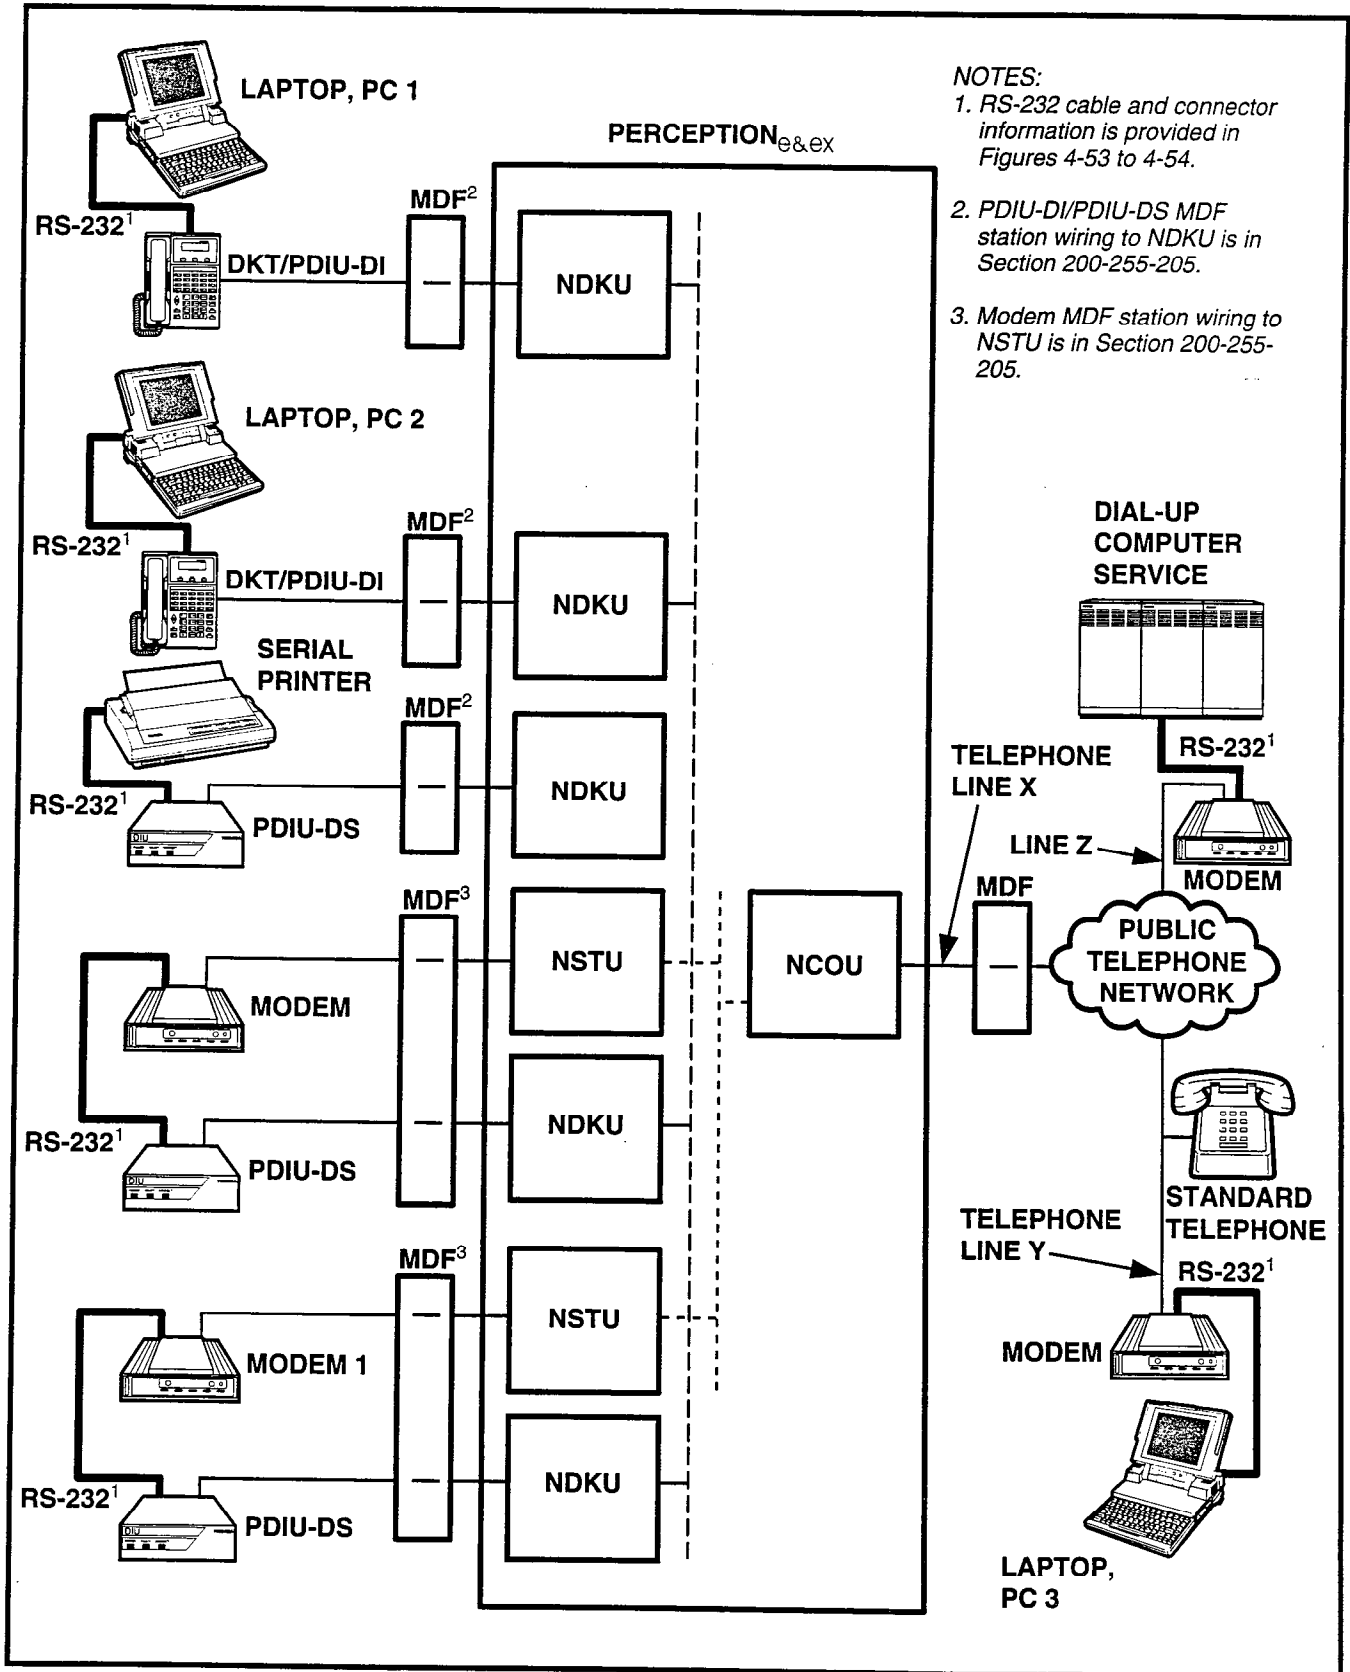 LAPTOP, PC 1
NOTES:
1. RS-232 cable and connector
information is provided in
Figures 4-53 to 4-54.
2. PDIU-DI/PDIU-DS MDF
station wiring to NDKU is in
Section 200-255-205.
3. Modem MDF station wiring to
NSTU is in Section 200-255-
205.
PERCEPTIONe&ex
RS-232¹
MDF²
DKT/PDIU-DI
NDKU
LAPTOP, PC 2
RS-232¹
MDF²
DKT/PDIU-DI
NDKU
SERIAL
PRINTER
MDF²
RS-232¹
PDIU-DS
DIU
NDKU
DIAL-UP
COMPUTER
SERVICE
RS-232¹
TELEPHONE
LINE X
LINE Z
MODEM
MDF
PUBLIC
TELEPHONE
NETWORK
MDF³
NSTU
NCOU
MODEM
NDKU
RS-232¹
PDIU-DS
DIU
STANDARD
TELEPHONE
TELEPHONE
LINE Y
RS-232¹
MDF³
NSTU
MODEM 1
MODEM
NDKU
RS-232¹
PDIU-DS
DIU
LAPTOP,
PC 3